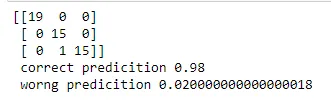 [[19  0  0]
 [ 0 15  0]
 [ 0  1 15]]
 correct predicition 0.98
 worng predicition 0.020000000000000018